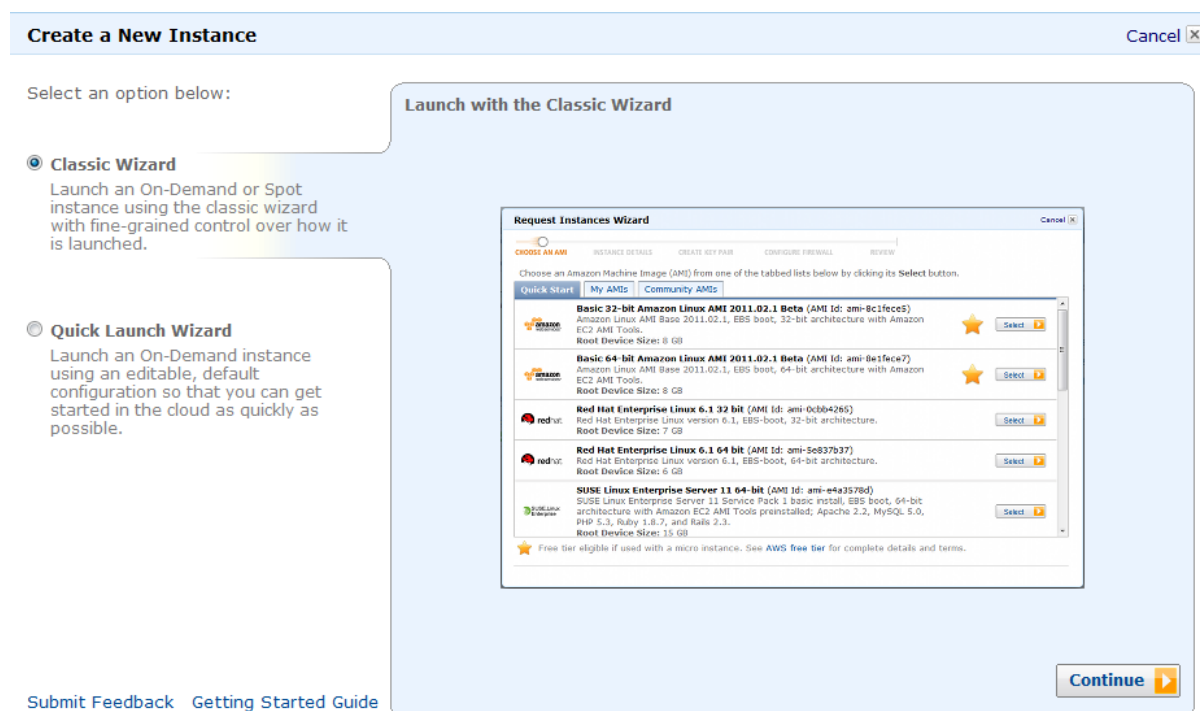 Create a New Instance
Cancel
Select an option below:
Launch with the Classic Wizard
Classic Wizard
Launch an On-Demand or Spot
instance using the classic wizard
with fine-grained control over how it
is launched.
Quick Launch Wizard
Launch an On-Demand instance
using an editable, default
configuration so that you can get
started in the cloud as quickly as
possible.
Submit Feedback Getting Started Guide
Request Instances Wizard
Cancel
CHOOSE AN AMI INSTANCE DETAILS CREATE KEY PAIR CONFIGURE FIREWALL REVIEW
Choose an Amazon Machine Image (AMI) from one of the tabbed lists below by clicking its Select button.
Quick Start My AMIs Community AMIs
amazon
Basic 32-bit Amazon Linux AMI 2011.02.1 Beta (AMI Id: ami-8c1fece5)
Amazon Linux AMI Base 2011.02.1, EBS boot, 32-bit architecture with Amazon
EC2 AMI Tools.
Root Device Size: 8 GB
Select
amazon
Basic 64-bit Amazon Linux AMI 2011.02.1 Beta (AMI Id: ami-8e1fece7)
Amazon Linux AMI Base 2011.02.1, EBS boot, 64-bit architecture with Amazon
EC2 AMI Tools.
Root Device Size: 8 GB
Select
redhat
Red Hat Enterprise Linux 6.1 32 bit (AMI Id: ami-0cbb4265)
Red Hat Enterprise Linux version 6.1, EBS-boot, 32-bit architecture.
Root Device Size: 7 GB
Select
redhat
Red Hat Enterprise Linux 6.1 64 bit (AMI Id: ami-5e837b37)
Red Hat Enterprise Linux version 6.1, EBS-boot, 64-bit architecture.
Root Device Size: 6 GB
Select
SUSE Linux
Enterprise
SUSE Linux Enterprise Server 11 64-bit (AMI Id: ami-e4a3578d)
SUSE Linux Enterprise Server 11 Service Pack 1 basic install, EBS boot, 64-bit
architecture with Amazon EC2 AMI Tools preinstalled; Apache 2.2, MySQL 5.0,
PHP 5.3, Ruby 1.8.7, and Rails 2.3.
Root Device Size: 15 GB
Select
Free tier eligible if used with a micro instance. See AWS free tier for complete details and terms.
Continue